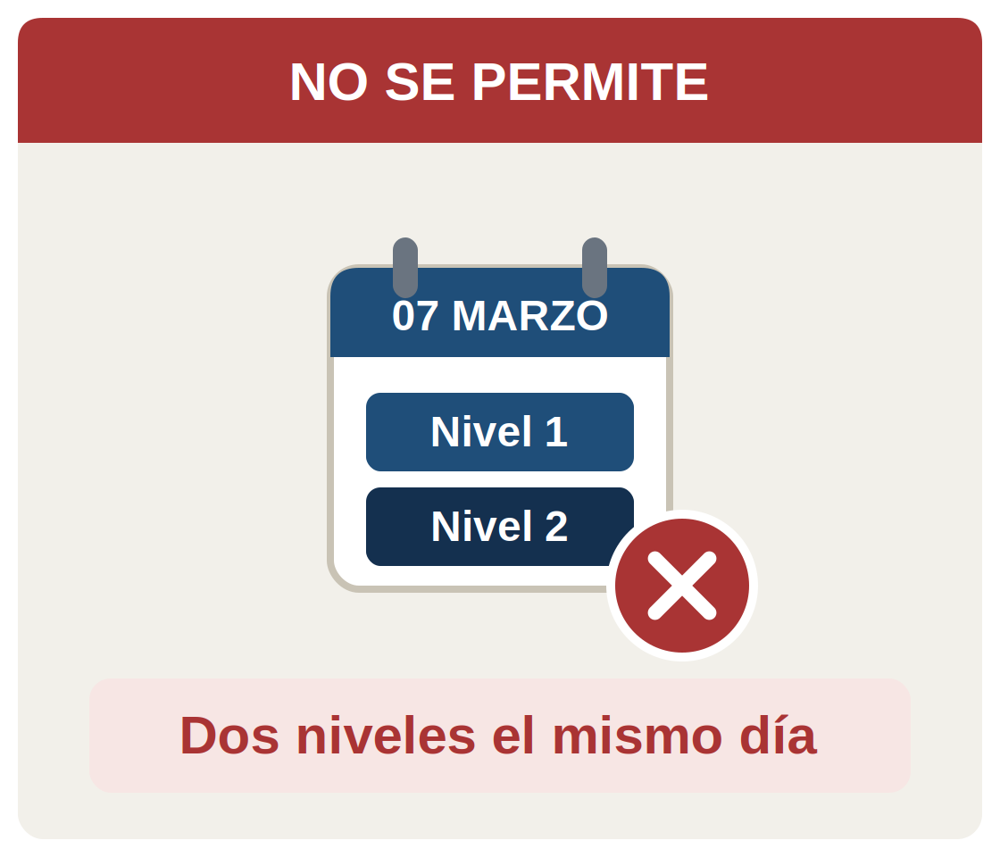 NO SE PERMITE
07 MARZO
Nivel 1
Nivel 2
Dos niveles el mismo día